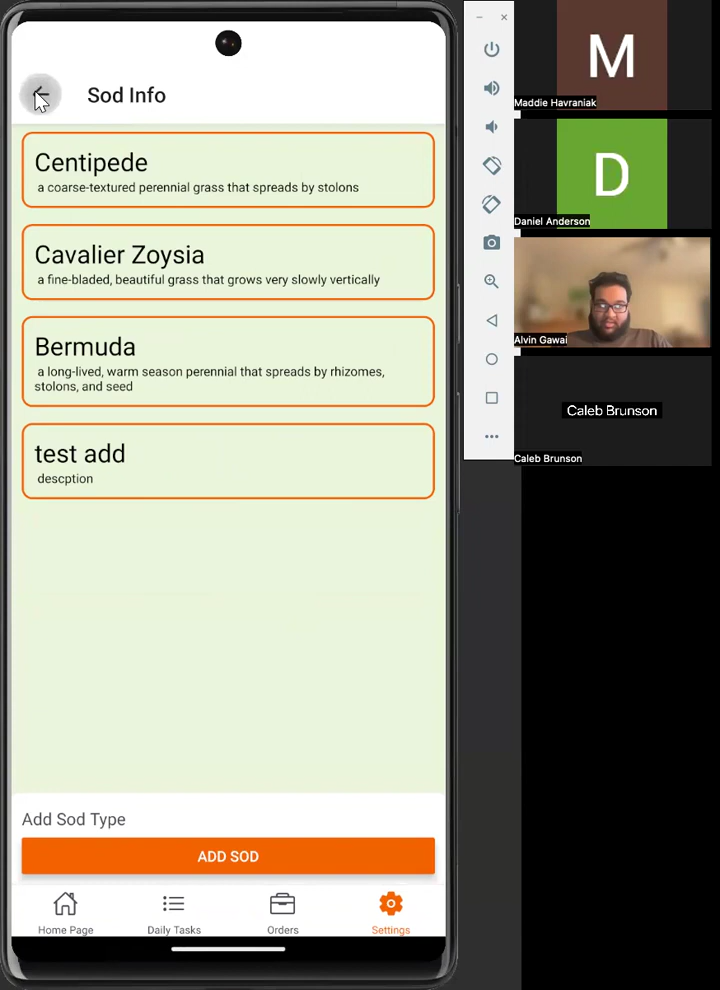 Sod Info
Centipede
a coarse-textured perennial grass that spreads by stolons
Cavalier Zoysia
a fine-bladed, beautiful grass that grows very slowly vertically
Bermuda
a long-lived, warm season perennial that spreads by rhizomes,
stolons, and seed
test add
descption
Add Sod Type
ADD SOD
Home Page
Daily Tasks
Orders
Settings
M
Maddie Havraniak
D
Daniel Anderson
Alvin Gawai
Caleb Brunson
Caleb Brunson